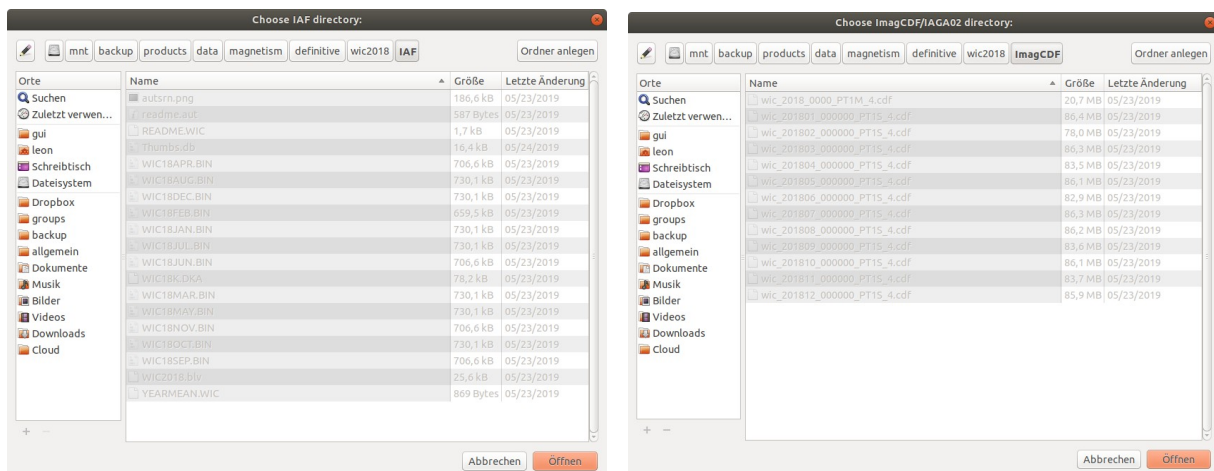 Choose IAF directory:
mnt backup products data magnetism definitive wic2018 IAF Ordner anlegen
Orte Name Größe Letzte Änderung
Suchen autsrn.png 186,6 kB 05/23/2019
Zuletzt verwen... readme.aut 587 Bytes 05/23/2019
gui README.WIC 1,7 kB 05/23/2019
leon Thumbs.db 16,4 kB 05/24/2019
Schreibtisch WIC18APR.BIN 706,6 kB 05/23/2019
Dateisystem WIC18AUG.BIN 730,1 kB 05/23/2019
WIC18DEC.BIN 730,1 kB 05/23/2019
Dropbox WIC18FEB.BIN 659,5 kB 05/23/2019
groups WIC18JAN.BIN 730,1 kB 05/23/2019
backup WIC18JUL.BIN 730,1 kB 05/23/2019
allgemein WIC18JUN.BIN 706,6 kB 05/23/2019
Dokumente WIC18K.DKA 78,2 kB 05/23/2019
Musik WIC18MAR.BIN 730,1 kB 05/23/2019
Bilder WIC18MAY.BIN 730,1 kB 05/23/2019
Videos WIC18NOV.BIN 706,6 kB 05/23/2019
Downloads WIC18OCT.BIN 730,1 kB 05/23/2019
Cloud WIC18SEP.BIN 706,6 kB 05/23/2019
WIC2018.blv 25,6 kB 05/23/2019
YEARMEAN.WIC 869 Bytes 05/23/2019
Abbrechen Öffnen
Choose ImagCDF/IAGA02 directory:
mnt backup products data magnetism definitive wic2018 ImagCDF Ordner anlegen
Orte Name Größe Letzte Änderung
Suchen wic_2018_0000_PT1M_4.cdf 20,7 MB 05/23/2019
Zuletzt verwen... wic_201801_000000_PT1S_4.cdf 86,4 MB 05/23/2019
gui wic_201802_000000_PT1S_4.cdf 78,0 MB 05/23/2019
leon wic_201803_000000_PT1S_4.cdf 86,3 MB 05/23/2019
Schreibtisch wic_201804_000000_PT1S_4.cdf 83,5 MB 05/23/2019
Dateisystem wic_201805_000000_PT1S_4.cdf 86,1 MB 05/23/2019
wic_201806_000000_PT1S_4.cdf 82,9 MB 05/23/2019
Dropbox wic_201807_000000_PT1S_4.cdf 86,3 MB 05/23/2019
groups wic_201808_000000_PT1S_4.cdf 86,2 MB 05/23/2019
backup wic_201809_000000_PT1S_4.cdf 83,6 MB 05/23/2019
allgemein wic_201810_000000_PT1S_4.cdf 86,1 MB 05/23/2019
Dokumente wic_201811_000000_PT1S_4.cdf 83,7 MB 05/23/2019
Musik wic_201812_000000_PT1S_4.cdf 85,9 MB 05/23/2019
Bilder
Videos
Downloads
Cloud
Abbrechen Öffnen